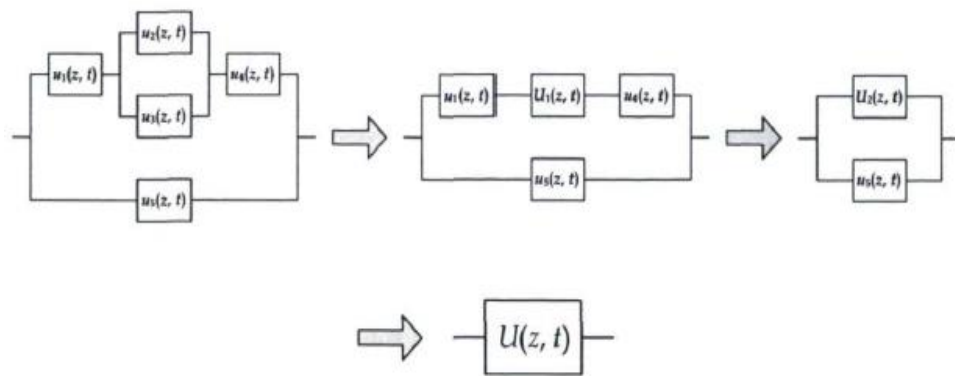 u₂(z, t)
u₁(z, t)
u₄(z, t)
u₃(z, t)
u₅(z, t)
u₁(z, t)
U₁(z, t)
u₄(z, t)
u₅(z, t)
U₂(z, t)
u₅(z, t)
U(z, t)